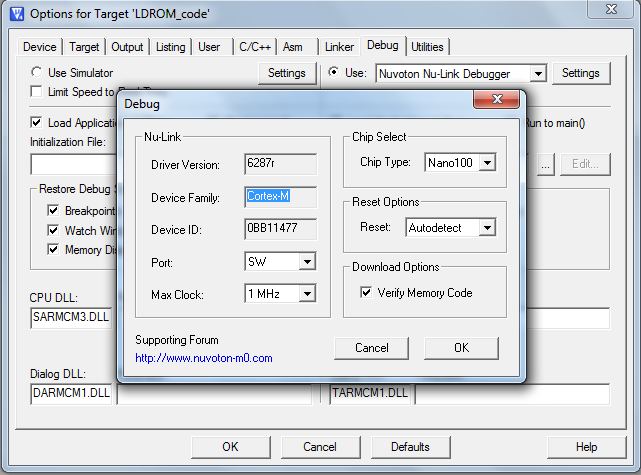 Options for Target 'LDROM_code'
Device Target Output Listing User C/C++ Asm Linker Debug Utilities
Use Simulator Settings Use: Nuvoton Nu-Link Debugger Settings
Limit Speed to
Load Applicatio Run to main()
Initialization File:
... Edit...
Restore Debug S
Breakpoint
Watch Win
Memory Dis
CPU DLL:
SARMCM3.DLL
Dialog DLL:
DARMCM1.DLL TARMCM1.DLL
OK Cancel Defaults Help
Debug
Nu-Link
Driver Version: 6287r
Device Family: Cortex-M
Device ID: 0BB11477
Port: SW
Max Clock: 1 MHz
Supporting Forum
http://www.nuvoton-m0.com
Chip Select
Chip Type: Nano100
Reset Options
Reset: Autodetect
Download Options
Verify Memory Code
Cancel OK